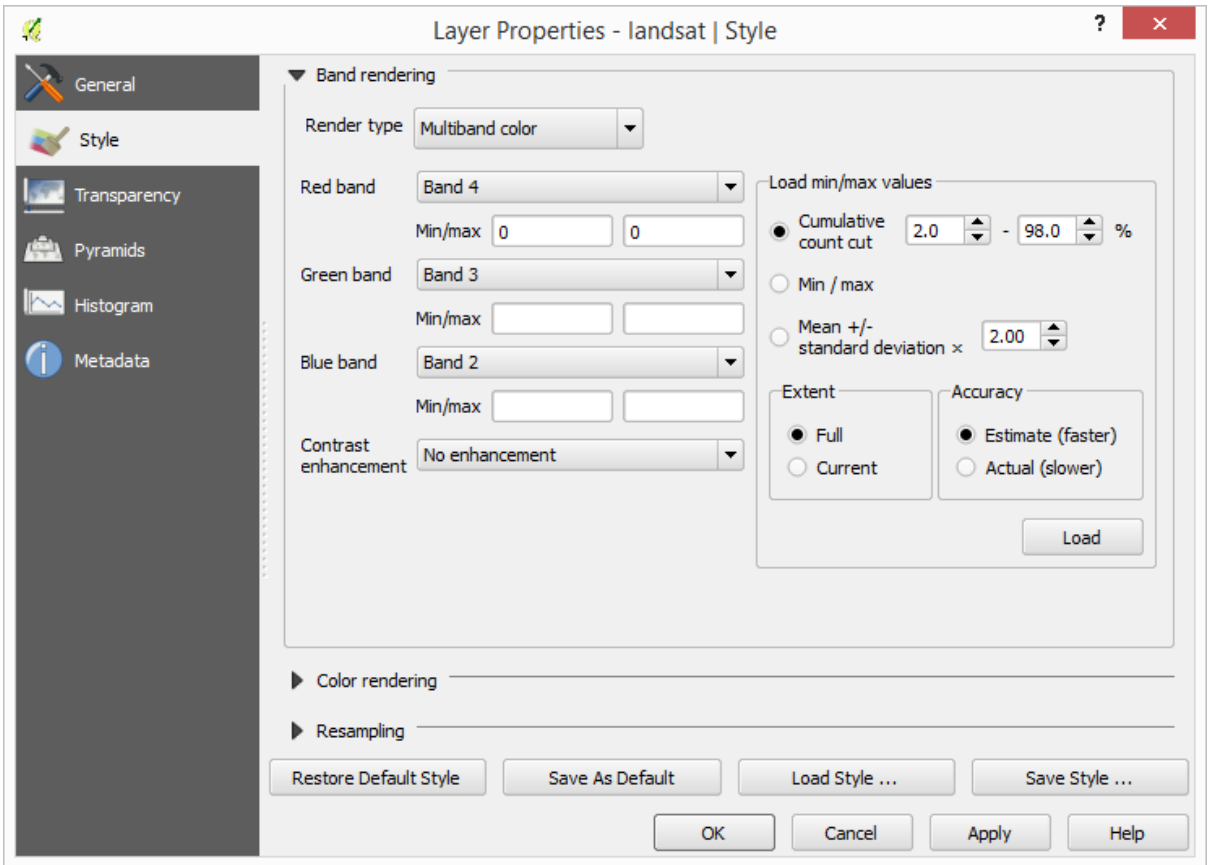 Layer Properties - landsat | Style
?
General
Style
Transparency
Pyramids
Histogram
Metadata
Band rendering
Render type Multiband color
Red band Band 4
Min/max 0 0
Green band Band 3
Min/max
Blue band Band 2
Min/max
Contrast
enhancement No enhancement
Load min/max values
Cumulative
count cut 2.0 - 98.0 %
Min / max
Mean +/-
standard deviation × 2.00
Extent
Full
Current
Accuracy
Estimate (faster)
Actual (slower)
Load
Color rendering
Resampling
Restore Default Style Save As Default Load Style ... Save Style ...
OK Cancel Apply Help